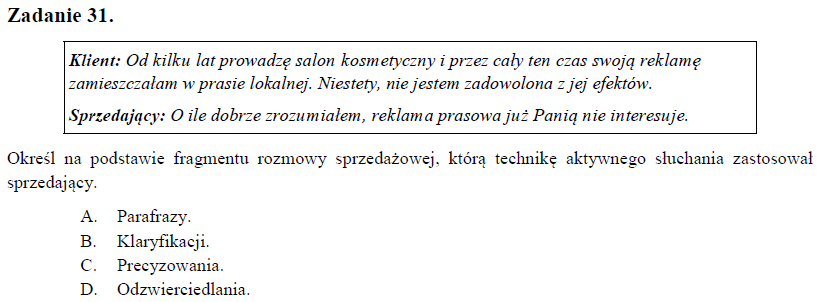 Zadanie 31.
Klient: Od kilku lat prowadzę salon kosmetyczny i przez cały ten czas swoją reklamę
zamieszczałam w prasie lokalnej. Niestety, nie jestem zadowolona z jej efektów.
Sprzedający: O ile dobrze zrozumiałem, reklama prasowa już Panią nie interesuje.
Określ na podstawie fragmentu rozmowy sprzedażowej, którą technikę aktywnego słuchania zastosował
sprzedający.
A. Parafrazy.
B. Klaryfikacji.
C. Precyzowania.
D. Odzwierciedlania.